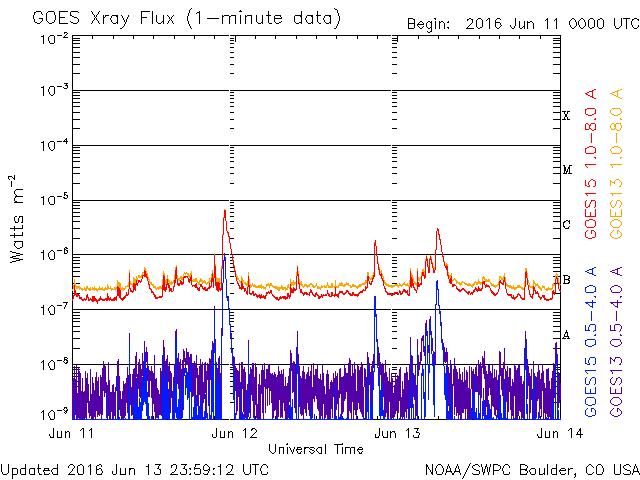 GOES Xray Flux (1-minute data)
Begin: 2016 Jun 11 0000 UTC
10⁻²
10⁻³
10⁻⁴
10⁻⁵
10⁻⁶
10⁻⁷
10⁻⁸
10⁻⁹
Watts m⁻²
X
M
C
B
A
GOES15 1.0-8.0 A
GOES13 1.0-8.0 A
GOES15 0.5-4.0 A
GOES13 0.5-4.0 A
Jun 11 Jun 12 Jun 13 Jun 14
Universal Time
Updated 2016 Jun 13 23:59:12 UTC
NOAA/SWPC Boulder, CO USA